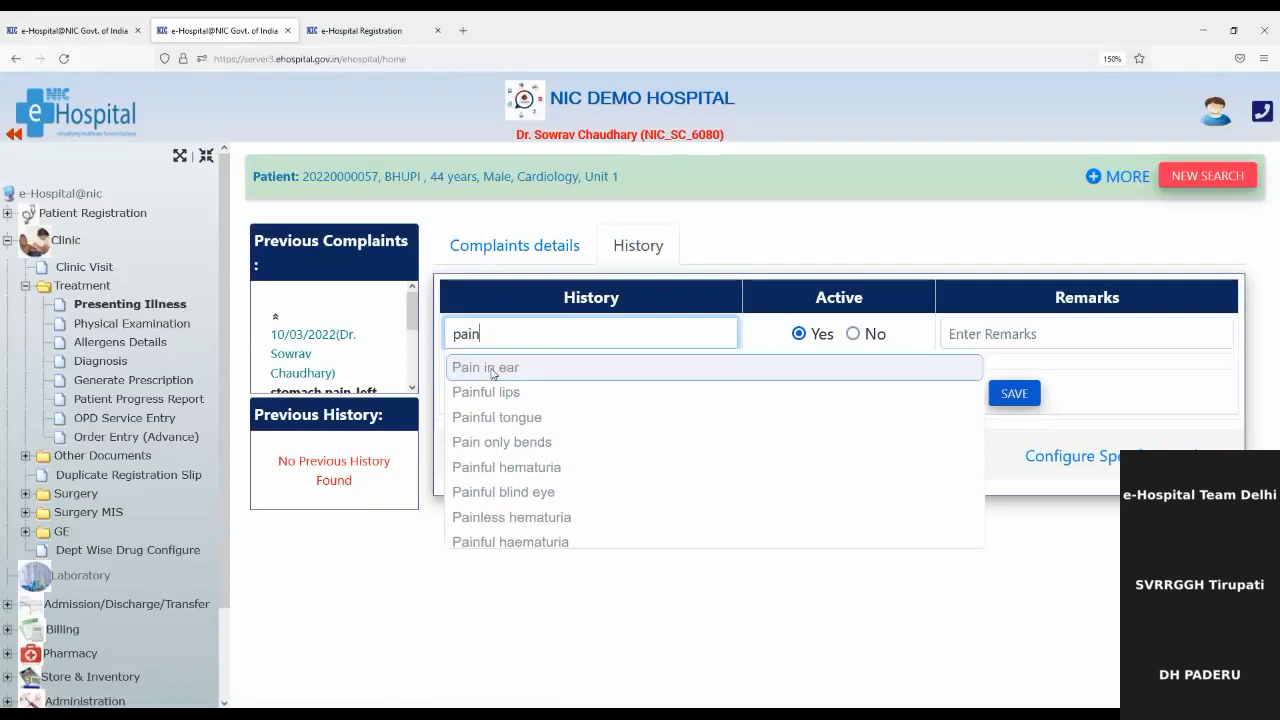 e-Hospital@NIC Govt. of India
e-Hospital@NIC Govt. of India
e-Hospital Registration
https://server3.ehospital.gov.in/ehospital/home
150%
NIC
eHospital
NIC DEMO HOSPITAL
Dr. Sowrav Chaudhary (NIC_SC_6080)
e-Hospital@nic
Patient Registration
Clinic
Clinic Visit
Treatment
Presenting Illness
Physical Examination
Allergens Details
Diagnosis
Generate Prescription
Patient Progress Report
OPD Service Entry
Order Entry (Advance)
Other Documents
Duplicate Registration Slip
Surgery
Surgery MIS
GE
Dept Wise Drug Configure
Laboratory
Admission/Discharge/Transfer
Billing
Pharmacy
Store & Inventory
Administration
Patient: 20220000057, BHUPI , 44 years, Male, Cardiology, Unit 1
MORE
NEW SEARCH
Previous Complaints
:
10/03/2022(Dr.
Sowrav
Chaudhary)
stomach pain-left
Previous History:
No Previous History
Found
Complaints details
History
History
Active
Remarks
pain
Yes
No
Enter Remarks
Pain in ear
Painful lips
Painful tongue
Pain only bends
Painful hematuria
Painful blind eye
Painless hematuria
Painful haematuria
SAVE
Configure Spe
e-Hospital Team Delhi
SVRRGGH Tirupati
DH PADERU